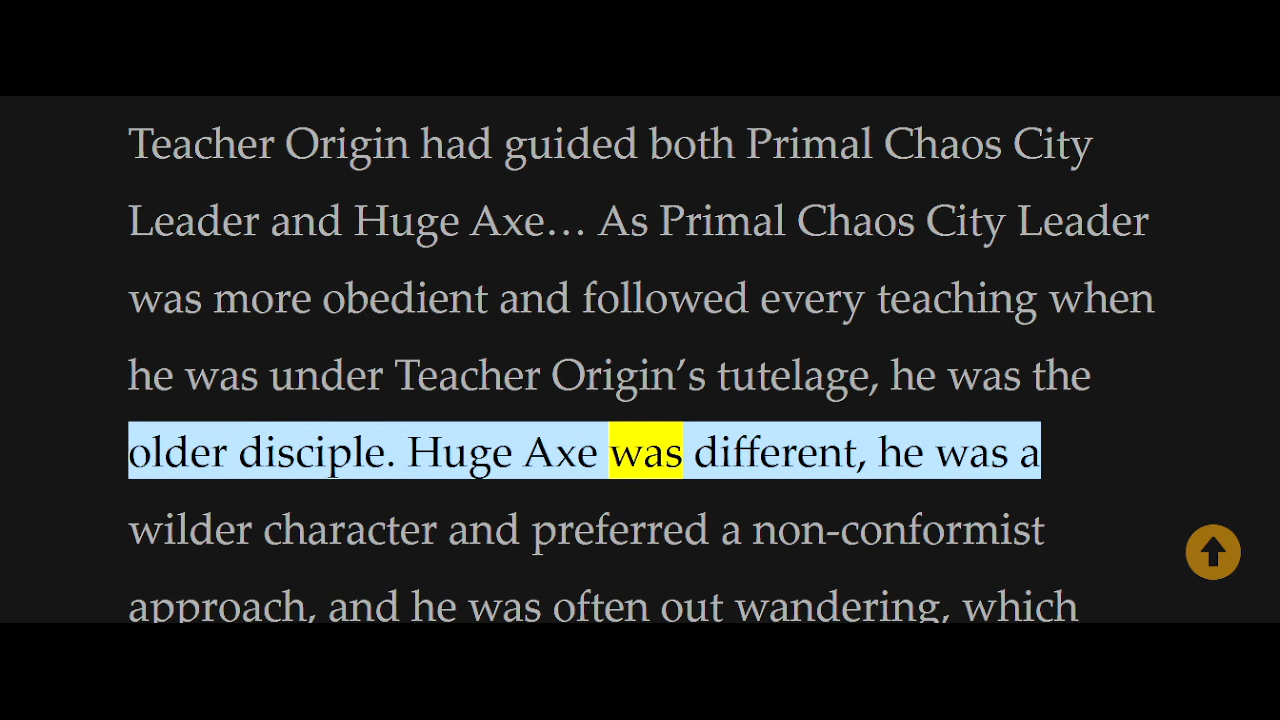 Teacher Origin had guided both Primal Chaos City
Leader and Huge Axe… As Primal Chaos City Leader
was more obedient and followed every teaching when
he was under Teacher Origin’s tutelage, he was the
older disciple. Huge Axe was different, he was a
wilder character and preferred a non-conformist
approach, and he was often out wandering, which